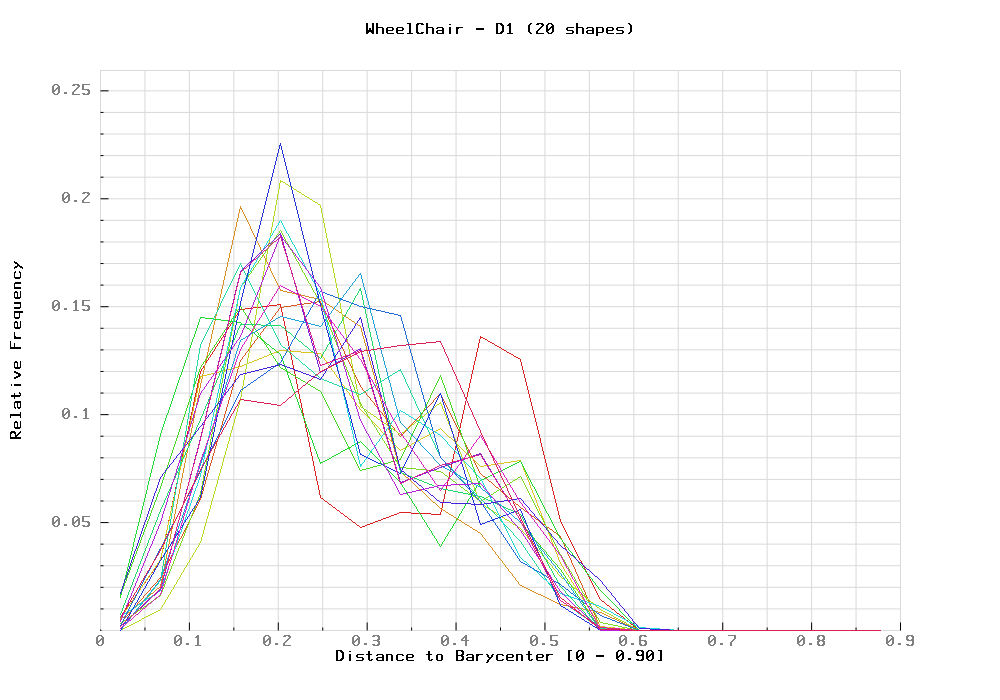 WheelChair - D1 (20 shapes)
0.25
0.2
0.15
0.1
0.05
Relative Frequency
0 0.1 0.2 0.3 0.4 0.5 0.6 0.7 0.8 0.9
Distance to Barycenter [0 - 0.90]